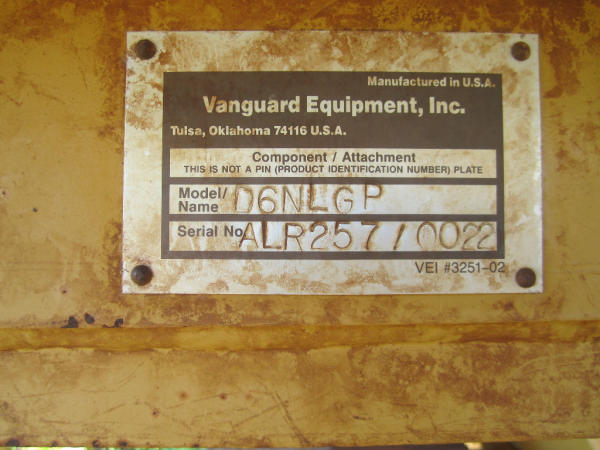 Manufactured in U.S.A.
Vanguard Equipment, Inc.
Tulsa, Oklahoma 74116 U.S.A.
Component / Attachment
THIS IS NOT A PIN (PRODUCT IDENTIFICATION NUMBER) PLATE
Model/ Name D6NLGP
Serial No. ALR257/0022
VEI #3251-02